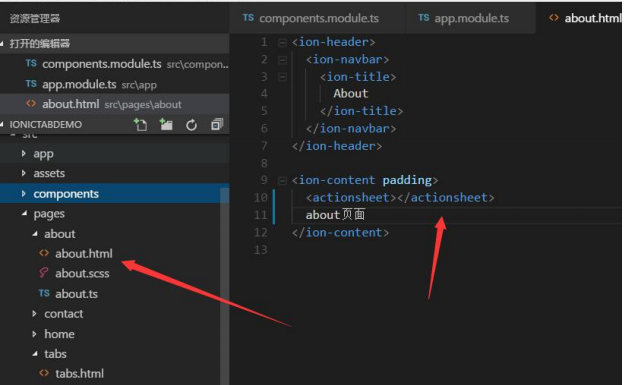 资源管理器
打开的编辑器
TS components.module.ts src\compon...
TS app.module.ts src\app
<> about.html src\pages\about
IONICTABDEMO
src
app
assets
components
pages
about
<> about.html
about.scss
TS about.ts
contact
home
tabs
<> tabs.html
TS components.module.ts TS app.module.ts <> about.html
1 <ion-header>
2 <ion-navbar>
3 <ion-title>
4 About
5 </ion-title>
6 </ion-navbar>
7 </ion-header>
8
9 <ion-content padding>
10 <actionsheet></actionsheet>
11 about页面
12 </ion-content>
13